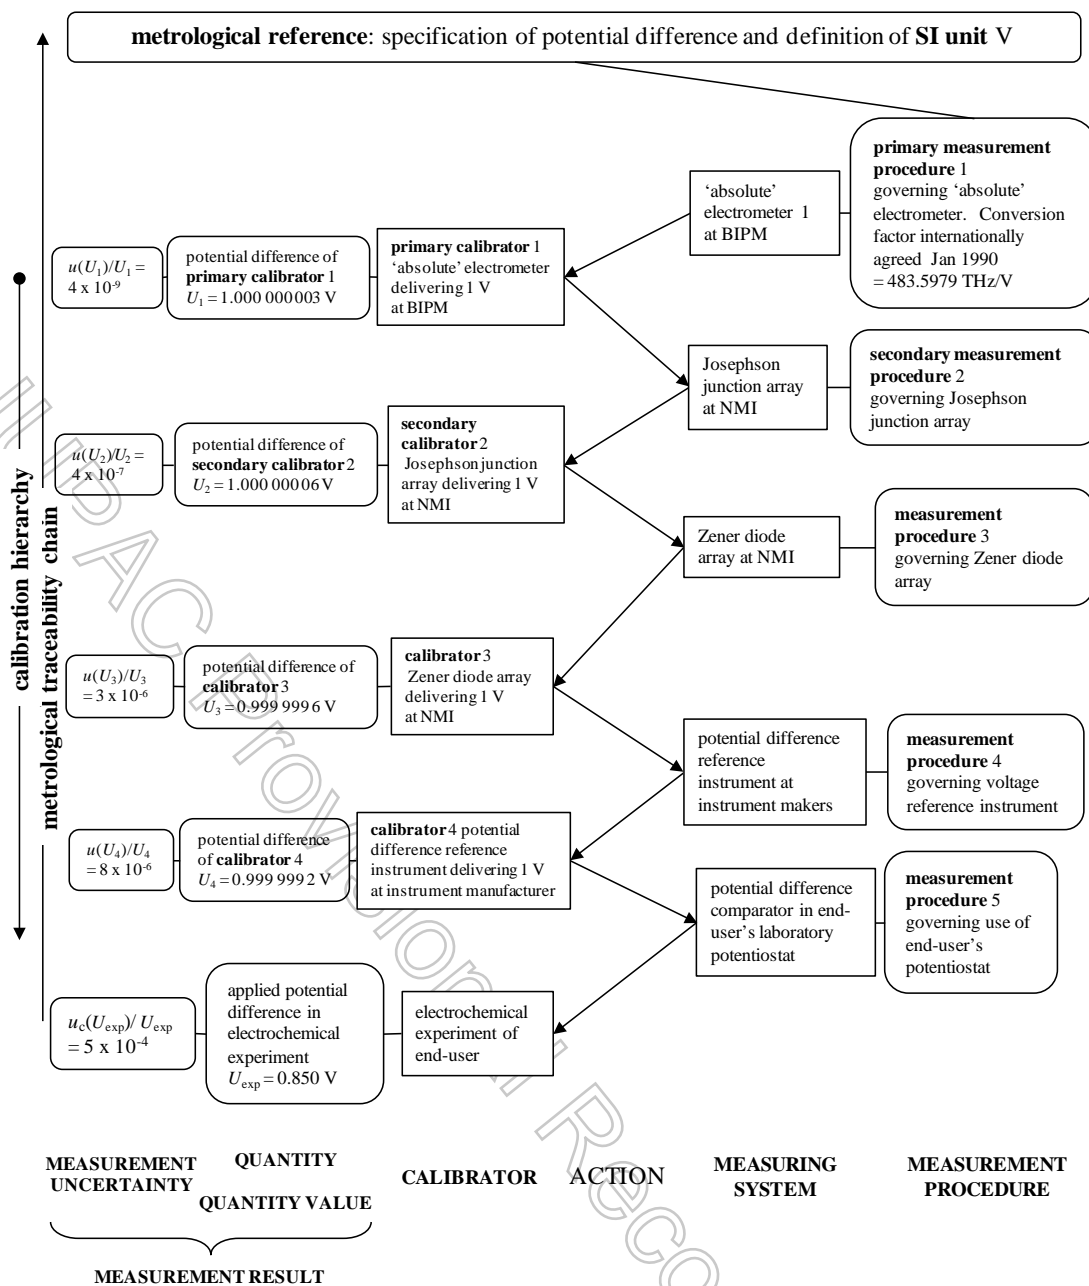 metrological reference: specification of potential difference and definition of SI unit V
primary measurement
procedure 1
governing ‘absolute’
electrometer. Conversion
factor internationally
agreed Jan 1990
= 483.5979 THz/V
‘absolute’
electrometer 1
at BIPM
primary calibrator 1
‘absolute’ electrometer
delivering 1 V
at BIPM
potential difference of
primary calibrator 1
U1 = 1.000 000 003 V
u(U1)/U1 =
4 x 10-9
secondary measurement
procedure 2
governing Josephson
junction array
Josephson
junction array
at NMI
secondary
calibrator 2
Josephson junction
array delivering 1 V
at NMI
potential difference of
secondary calibrator 2
U2 = 1.000 000 06 V
u(U2)/U2 =
4 x 10-7
measurement
procedure 3
governing Zener diode
array
Zener diode
array at NMI
calibrator 3
Zener diode array
delivering 1 V
at NMI
potential difference of
calibrator 3
U3 = 0.999 999 6 V
u(U3)/U3
= 3 x 10-6
measurement
procedure 4
governing voltage
reference instrument
potential difference
reference
instrument at
instrument makers
calibrator 4 potential
difference reference
instrument delivering 1 V
at instrument manufacturer
potential difference
of calibrator 4
U4 = 0.999 999 2 V
u(U4)/U4
= 8 x 10-6
measurement
procedure 5
governing use of
end-user’s
potentiostat
potential difference
comparator in end-
user’s laboratory
potentiostat
electrochemical
experiment of
end-user
applied potential
difference in
electrochemical
experiment
Uexp = 0.850 V
uc(Uexp)/ Uexp
= 5 x 10-4
calibration hierarchy
metrological traceability chain
MEASUREMENT
UNCERTAINTY
QUANTITY
QUANTITY VALUE
CALIBRATOR
ACTION
MEASURING
SYSTEM
MEASUREMENT
PROCEDURE
MEASUREMENT RESULT
IUPAC Provisional Reco